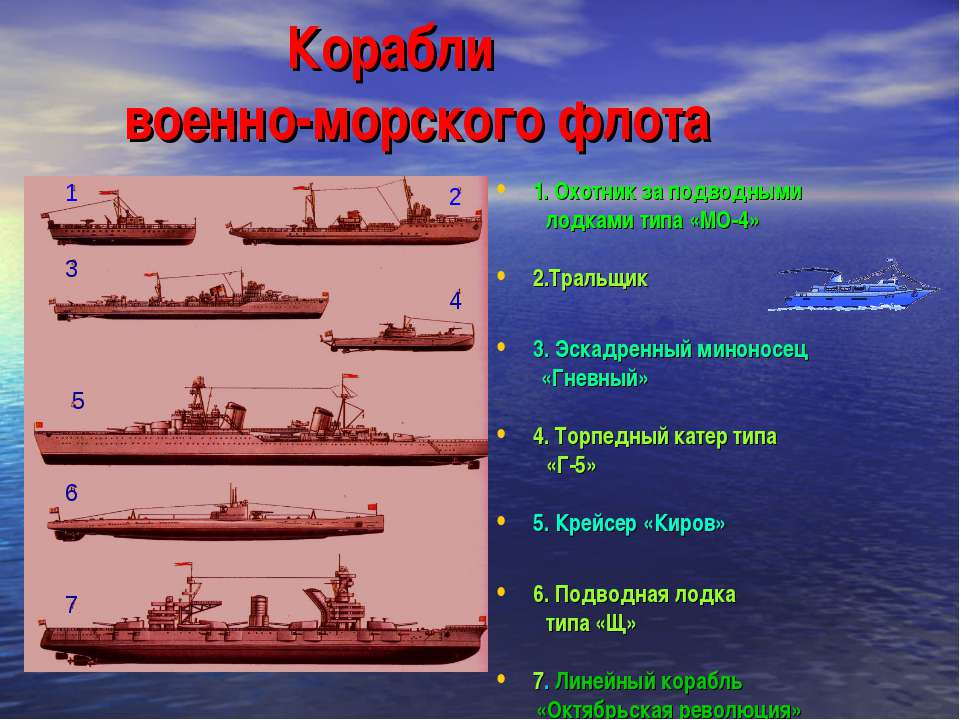 Корабли
военно-морского флота
1
2
3
4
5
6
7
1. Охотник за подводными
лодками типа «МО-4»
2.Тральщик
3. Эскадренный миноносец
«Гневный»
4. Торпедный катер типа
«Г-5»
5. Крейсер «Киров»
6. Подводная лодка
типа «Щ»
7. Линейный корабль
«Октябрьская революция»